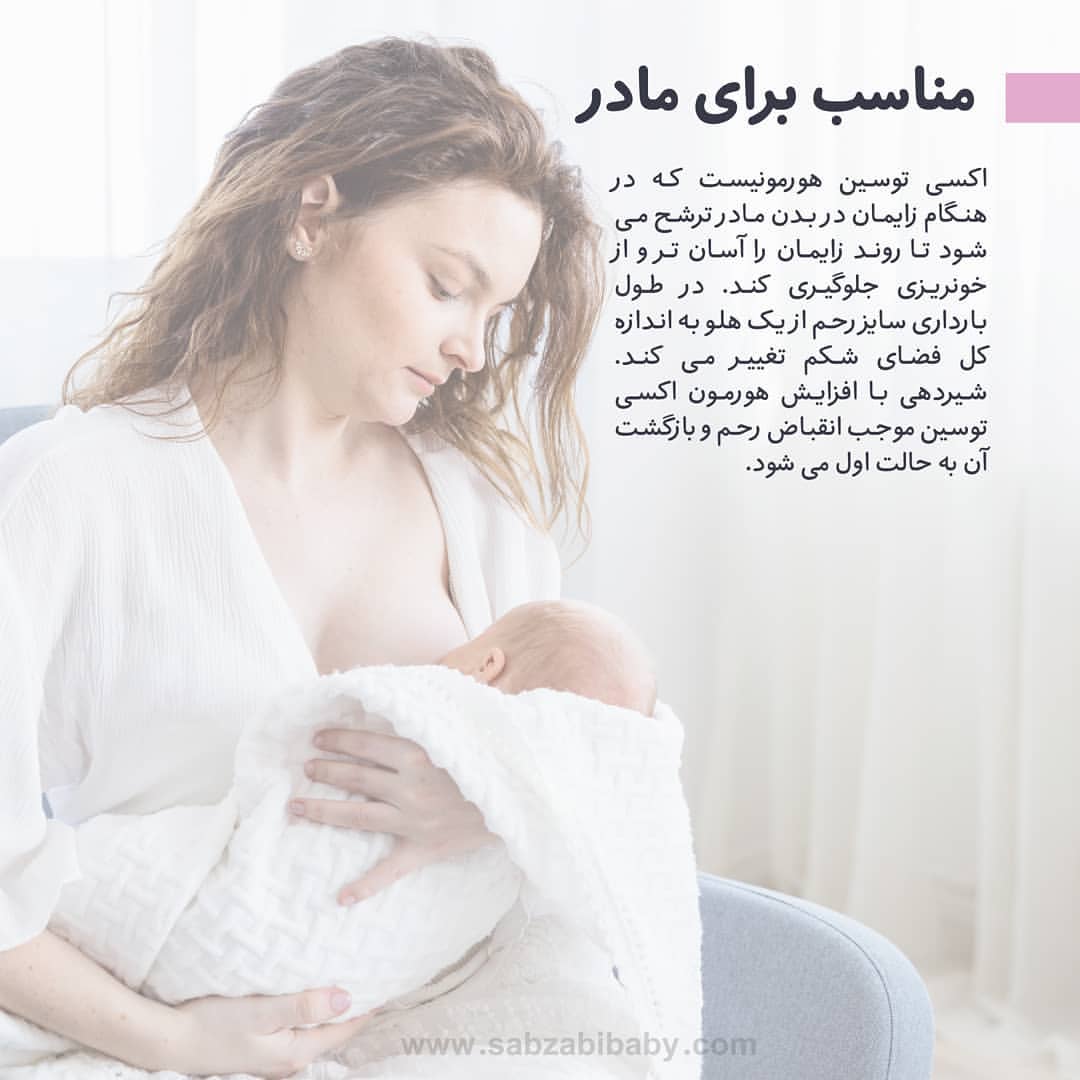 مناسب برای مادر
اکسی توسین هورمونیست که در
هنگام زایمان در بدن مادر ترشح می
شود تا روند زایمان را آسان تر و از
خونریزی جلوگیری کند. در طول
بارداری سایز رحم از یک هلو به اندازه
کل فضای شکم تغییر می کند.
شیردهی با افزایش هورمون اکسی
توسین موجب انقباض رحم و بازگشت
آن به حالت اول می شود.
www.sabzabibaby.com